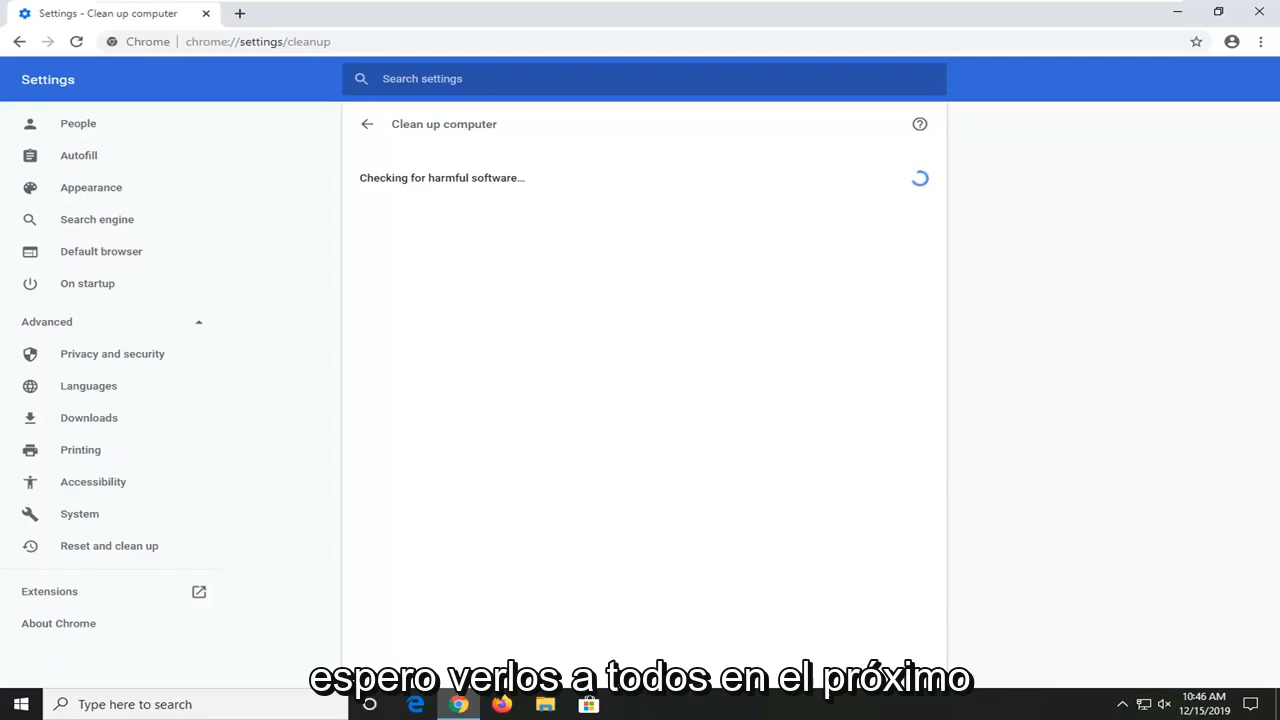 Settings - Clean up computer
Chrome | chrome://settings/cleanup
Settings
Search settings
People
Autofill
Appearance
Search engine
Default browser
On startup
Advanced
Privacy and security
Languages
Downloads
Printing
Accessibility
System
Reset and clean up
Extensions
About Chrome
Clean up computer
Checking for harmful software...
espero verlos a todos en el próximo
Type here to search
10:46 AM
12/15/2019